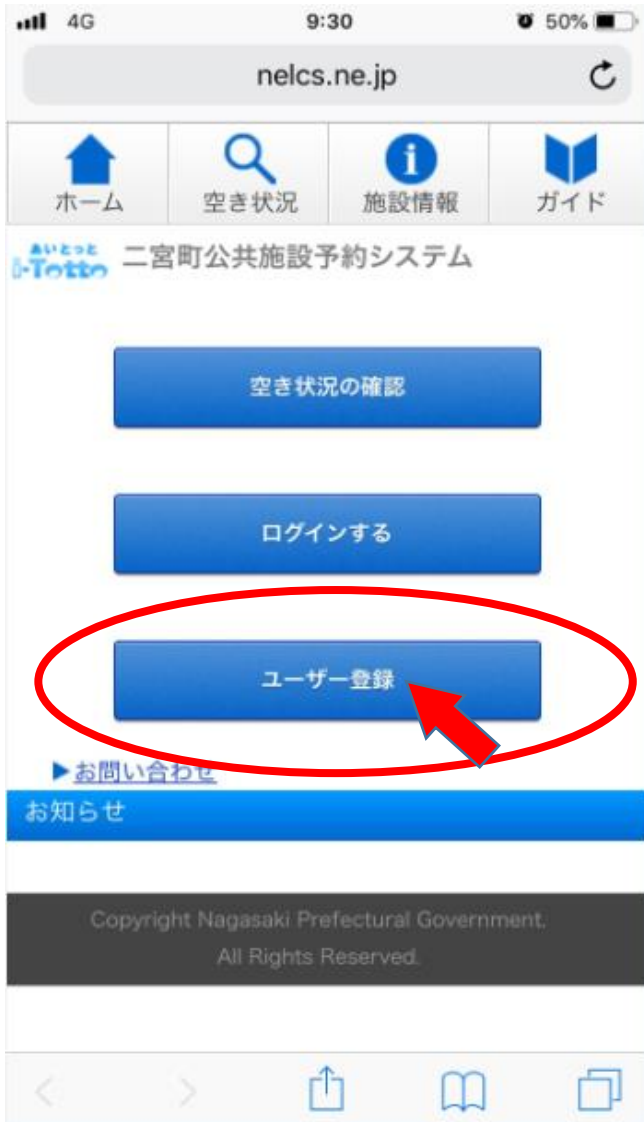 4G 9:30 50%
nelcs.ne.jp
ホーム 空き状況 施設情報 ガイド
あいとっと
i-Totto 二宮町公共施設予約システム
空き状況の確認
ログインする
ユーザー登録
▶お問い合わせ
お知らせ
Copyright Nagasaki Prefectural Government.
All Rights Reserved.